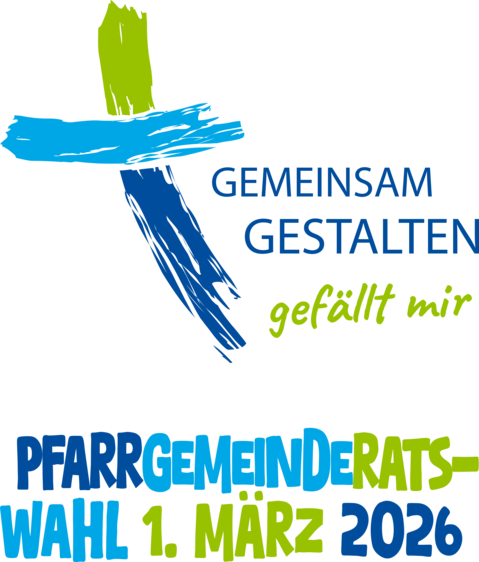 GEMEINSAM
GESTALTEN
gefällt mir
PFARRGEMEINDERATS-
WAHL 1. MÄRZ 2026